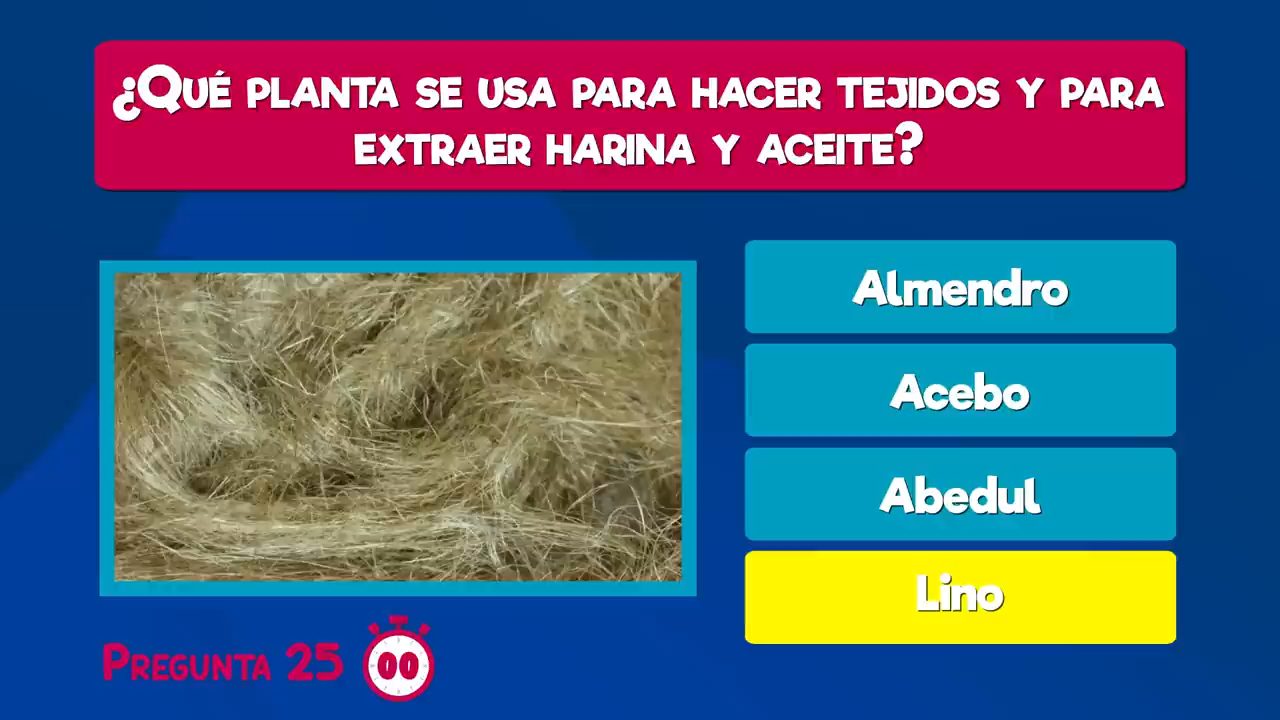 ¿Qué planta se usa para hacer tejidos y para
extraer harina y aceite?
Almendro
Acebo
Abedul
Lino
Pregunta 25
00